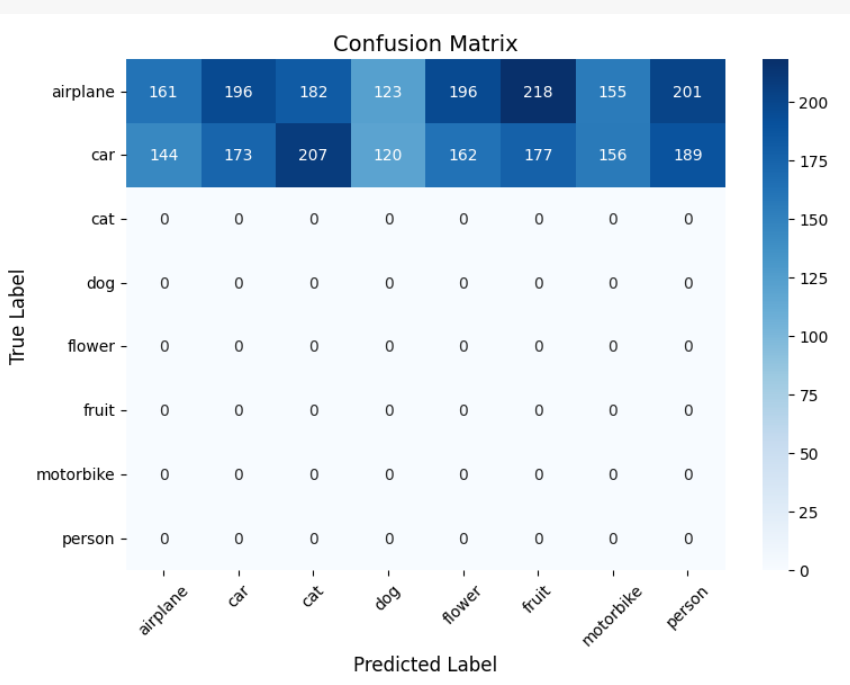 Confusion Matrix
airplane 161 196 182 123 196 218 155 201
car 144 173 207 120 162 177 156 189
cat 0 0 0 0 0 0 0 0
dog 0 0 0 0 0 0 0 0
flower 0 0 0 0 0 0 0 0
fruit 0 0 0 0 0 0 0 0
motorbike 0 0 0 0 0 0 0 0
person 0 0 0 0 0 0 0 0
True Label
airplane car cat dog flower fruit motorbike person
Predicted Label
200
175
150
125
100
75
50
25
0